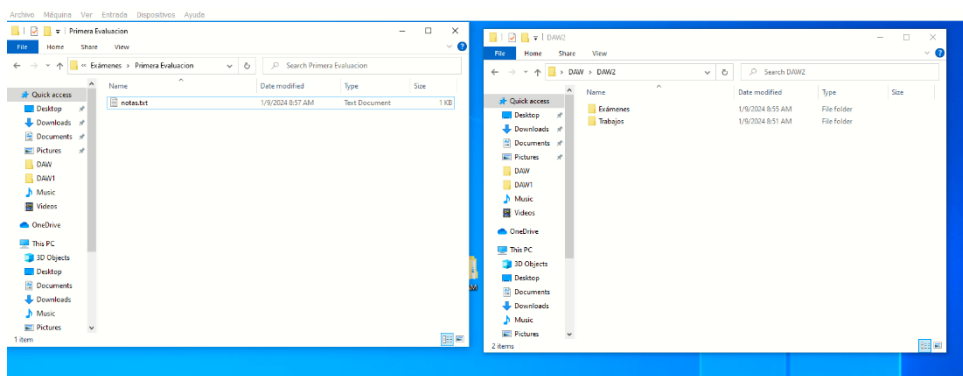 Archivo Máquina Ver Entrada Dispositivos Ayuda
Primera Evaluacion
File Home Share View
Exámenes > Primera Evaluacion
Search Primera Evaluacion
Name Date modified Type Size
notas.txt 1/9/2024 8:57 AM Text Document 1 KB
Quick access
Desktop
Downloads
Documents
Pictures
DAW
DAW1
Music
Videos
OneDrive
This PC
3D Objects
Desktop
Documents
Downloads
Music
Pictures
1 item
DAW2
File Home Share View
DAW > DAW2
Search DAW2
Name Date modified Type Size
Exámenes 1/9/2024 8:55 AM File folder
Trabajos 1/9/2024 8:51 AM File folder
Quick access
Desktop
Downloads
Documents
Pictures
DAW
DAW1
Music
Videos
OneDrive
This PC
3D Objects
Desktop
Documents
Downloads
Music
Pictures
2 items